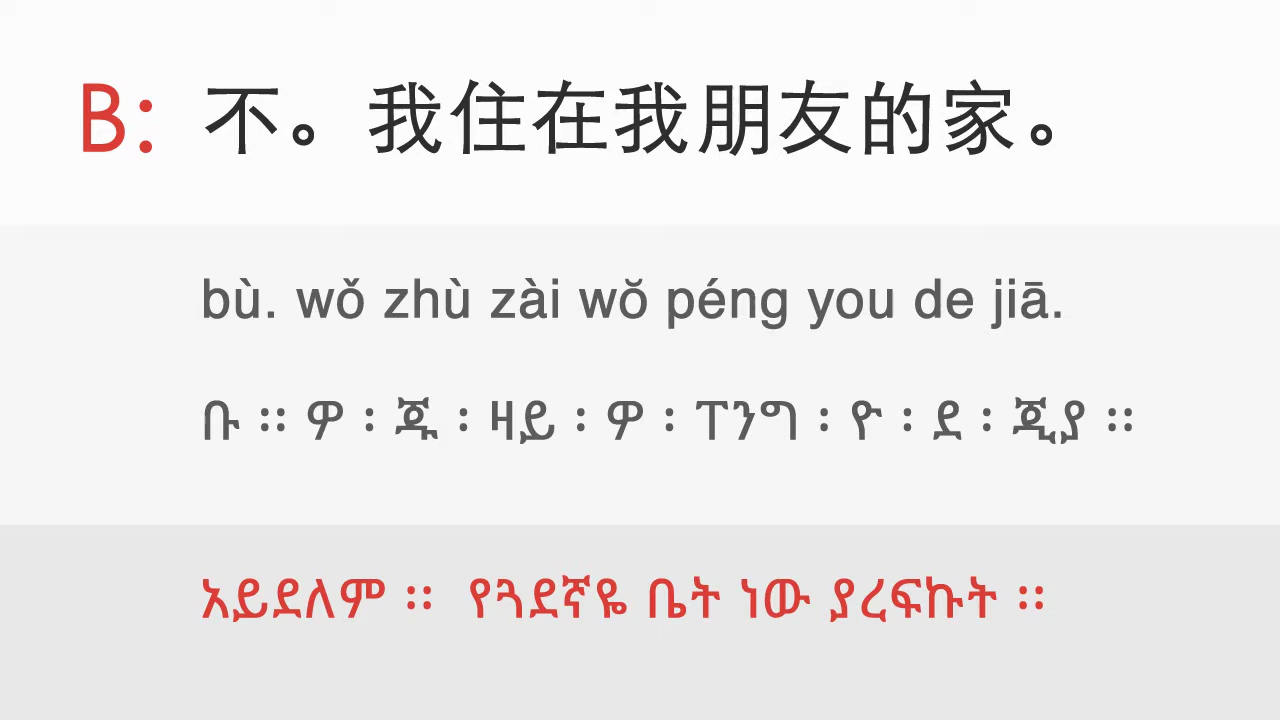 B: 不。我住在我朋友的家。
bù. wǒ zhù zài wŏ péng you de jiā.
ቡ ። ዎ ፡ ጁ ፡ ዛይ ፡ ዎ ፡ ፐንግ ፡ ዮ ፡ ደ ፡ ጂያ ።
አይደለም ። የጓደኛዬ ቤት ነው ያረፍኩት ።